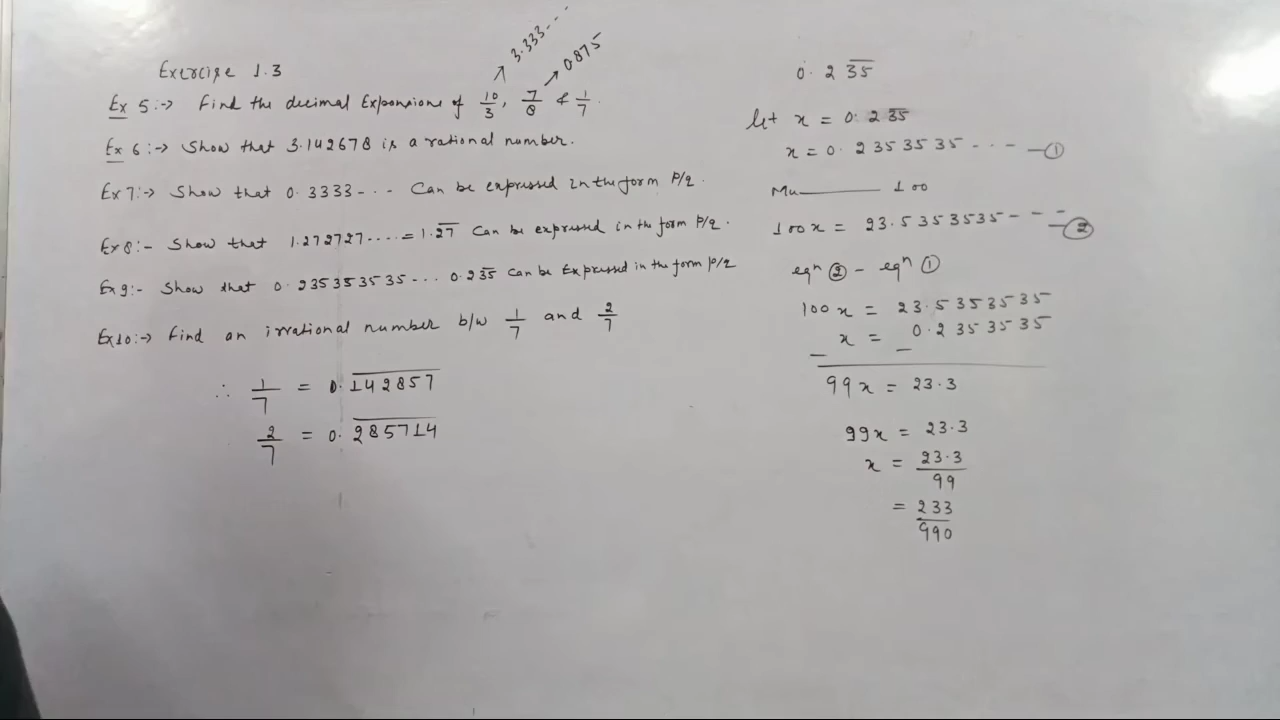 Exercise 1.3
3.333...
0.875
Ex 5:→ Find the decimal Expansions of 10/3, 7/8 & 1/7.
Ex 6:→ Show that 3.142678 is a rational number.
Ex 7:→ Show that 0.3333--- Can be expressed in the form P/q.
Ex 8:- Show that 1.272727.... = 1.2̅7̅ Can be expressed in the form P/q.
Ex 9:- Show that 0.235353535... 0.23̅5̅ Can be Expressed in the form P/q
Ex 10:→ Find an irrational number b/w 1/7 and 2/7
∴ 1/7 = 0.1̅4̅2̅8̅5̅7̅
2/7 = 0.2̅8̅5̅7̅1̅4̅
0.23̅5̅
let x = 0.23̅5̅
x = 0.2353535--- —①
Mu——— 100
100x = 23.5353535--- —②
eqⁿ ② - eqⁿ ①
100x = 23.5353535
x = 0.2353535
— —
99x = 23.3
99x = 23.3
x = 23.3/99
= 233/990